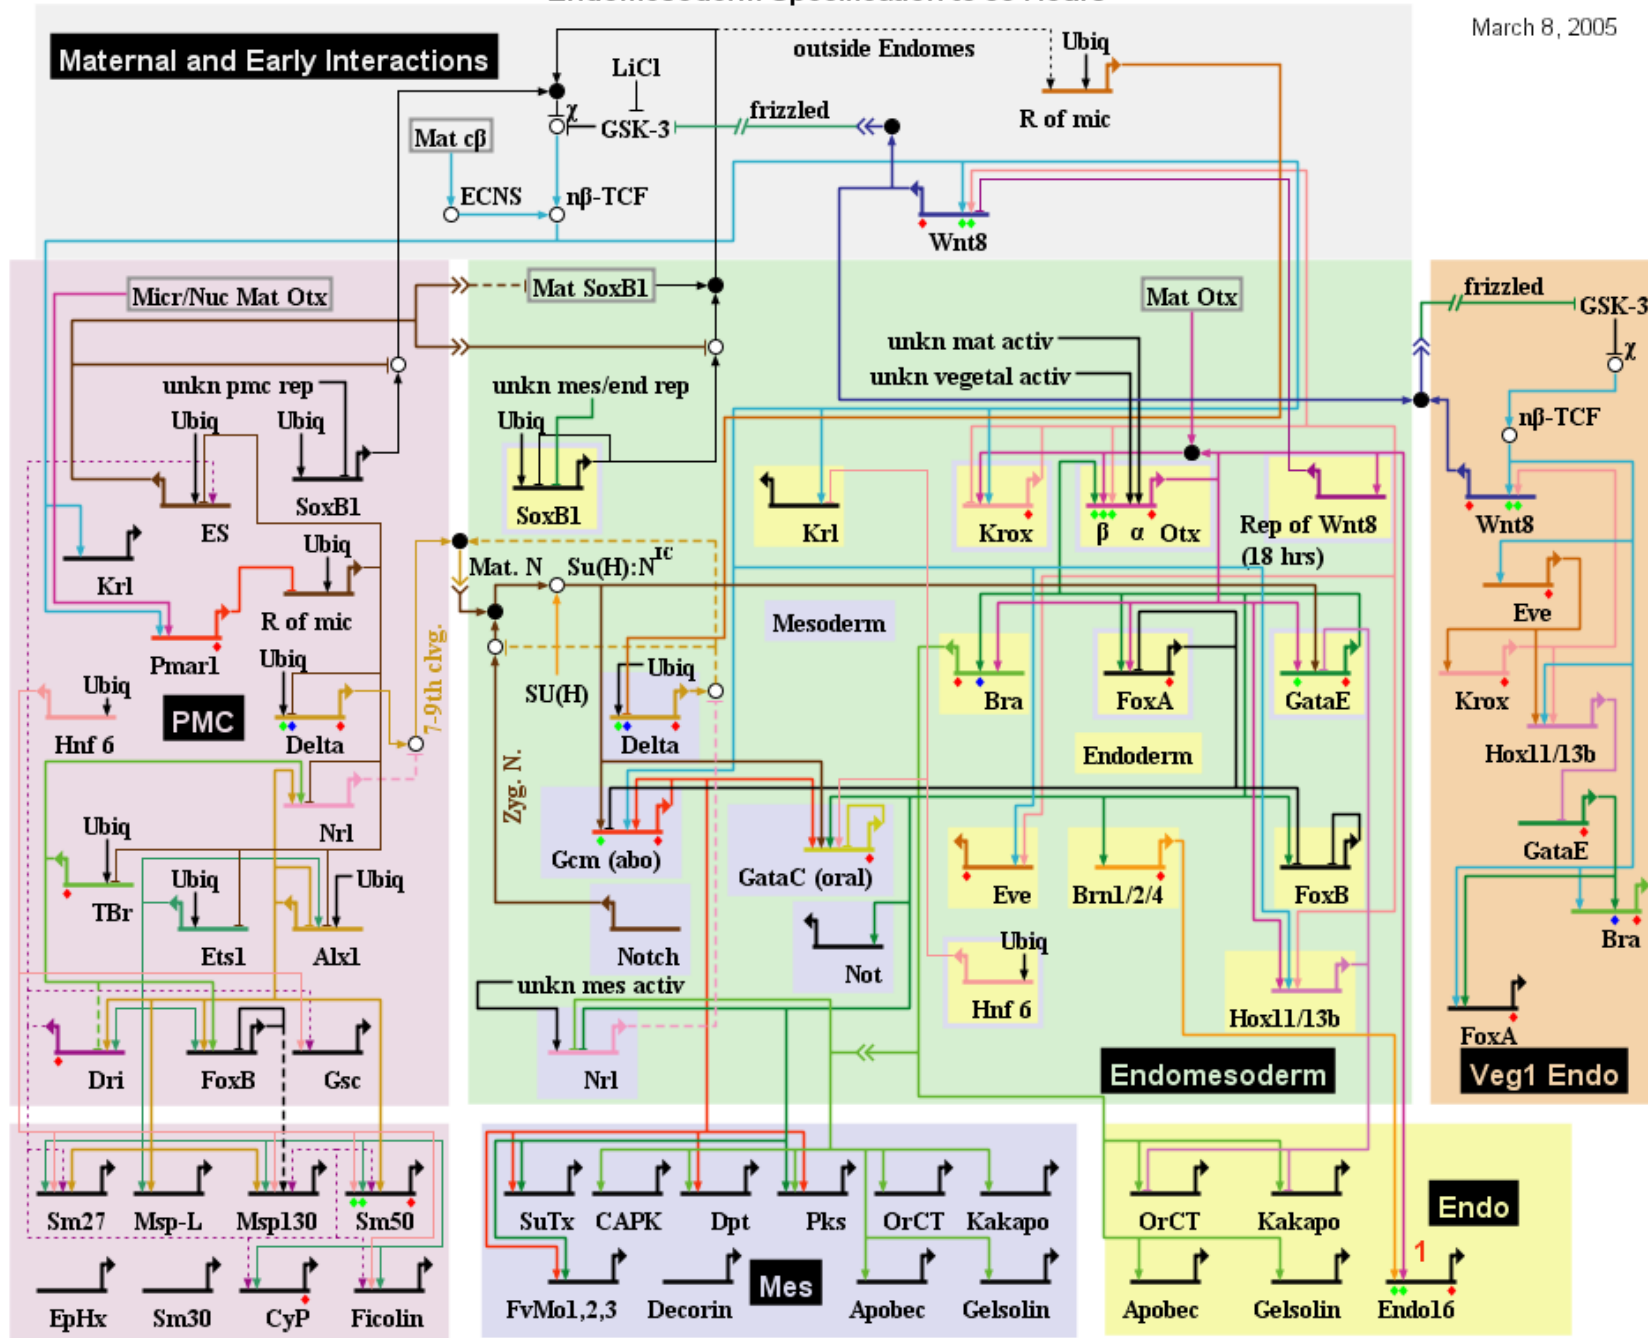 Endomesoderm Specification to 30 Hours
March 8, 2005
Maternal and Early Interactions
outside Endomes
Ubiq
R of mic
LiCl
χ
GSK-3
frizzled
Mat cβ
ECNS
nβ-TCF
Wnt8
Micr/Nuc Mat Otx
Mat SoxB1
Mat Otx
frizzled
GSK-3
χ
unkn mat activ
unkn vegetal activ
unkn pmc rep
unkn mes/end rep
Ubiq
Ubiq
Ubiq
nβ-TCF
SoxB1
ES
SoxB1
Krl
Krox
β α Otx
Rep of Wnt8
(18 hrs)
Wnt8
Krl
Ubiq
R of mic
Mat. N
Su(H):N
IC
Eve
Pmar1
Ubiq
7-9th clvg.
SU(H)
Mesoderm
Ubiq
Bra
FoxA
GataE
Krox
Ubiq
Hnf 6
PMC
Delta
Delta
Endoderm
Hox11/13b
Nrl
Zyg. N.
Gcm (abo)
GataC (oral)
Eve
Brn1/2/4
FoxB
GataE
Ubiq
TBr
Ubiq
Ets1
Ubiq
Alx1
Notch
Not
Ubiq
Hnf 6
Hox11/13b
Bra
unkn mes activ
Dri
FoxB
Gsc
Nrl
Endomesoderm
FoxA
Veg1 Endo
Sm27
Msp-L
Msp130
Sm50
SuTx
CAPK
Dpt
Pks
OrCT
Kakapo
OrCT
Kakapo
Endo
1
EpHx
Sm30
CyP
Ficolin
FvMo1,2,3
Decorin
Mes
Apobec
Gelsolin
Apobec
Gelsolin
Endo16